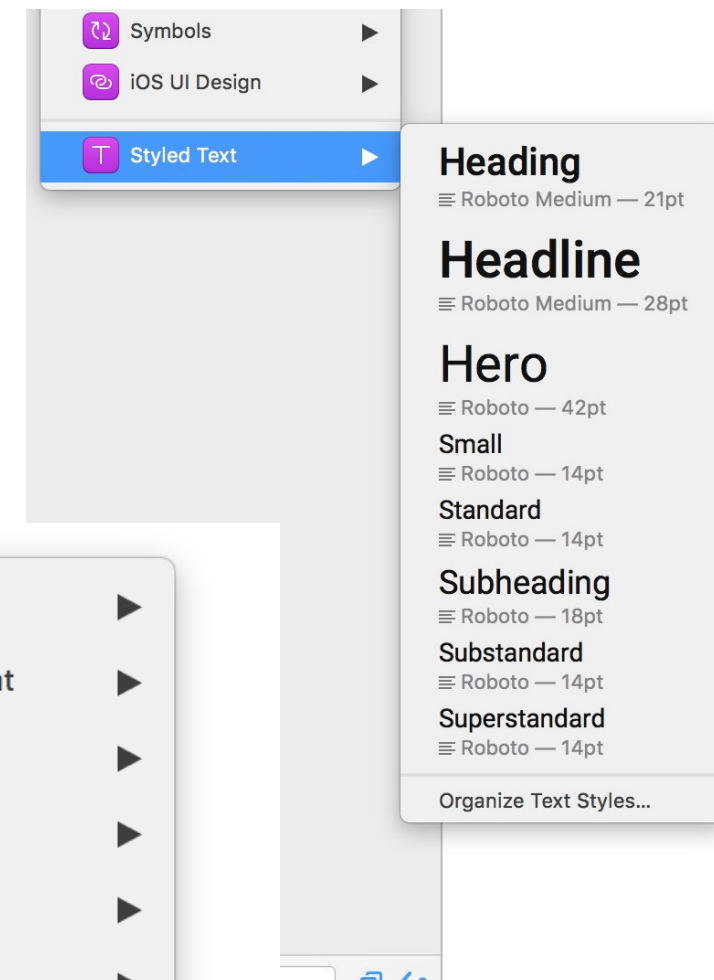 Symbols
iOS UI Design
Styled Text
Heading
Roboto Medium — 21pt
Headline
Roboto Medium — 28pt
Hero
Roboto — 42pt
Small
Roboto — 14pt
Standard
Roboto — 14pt
Subheading
Roboto — 18pt
Substandard
Roboto — 14pt
Superstandard
Roboto — 14pt
Organize Text Styles...